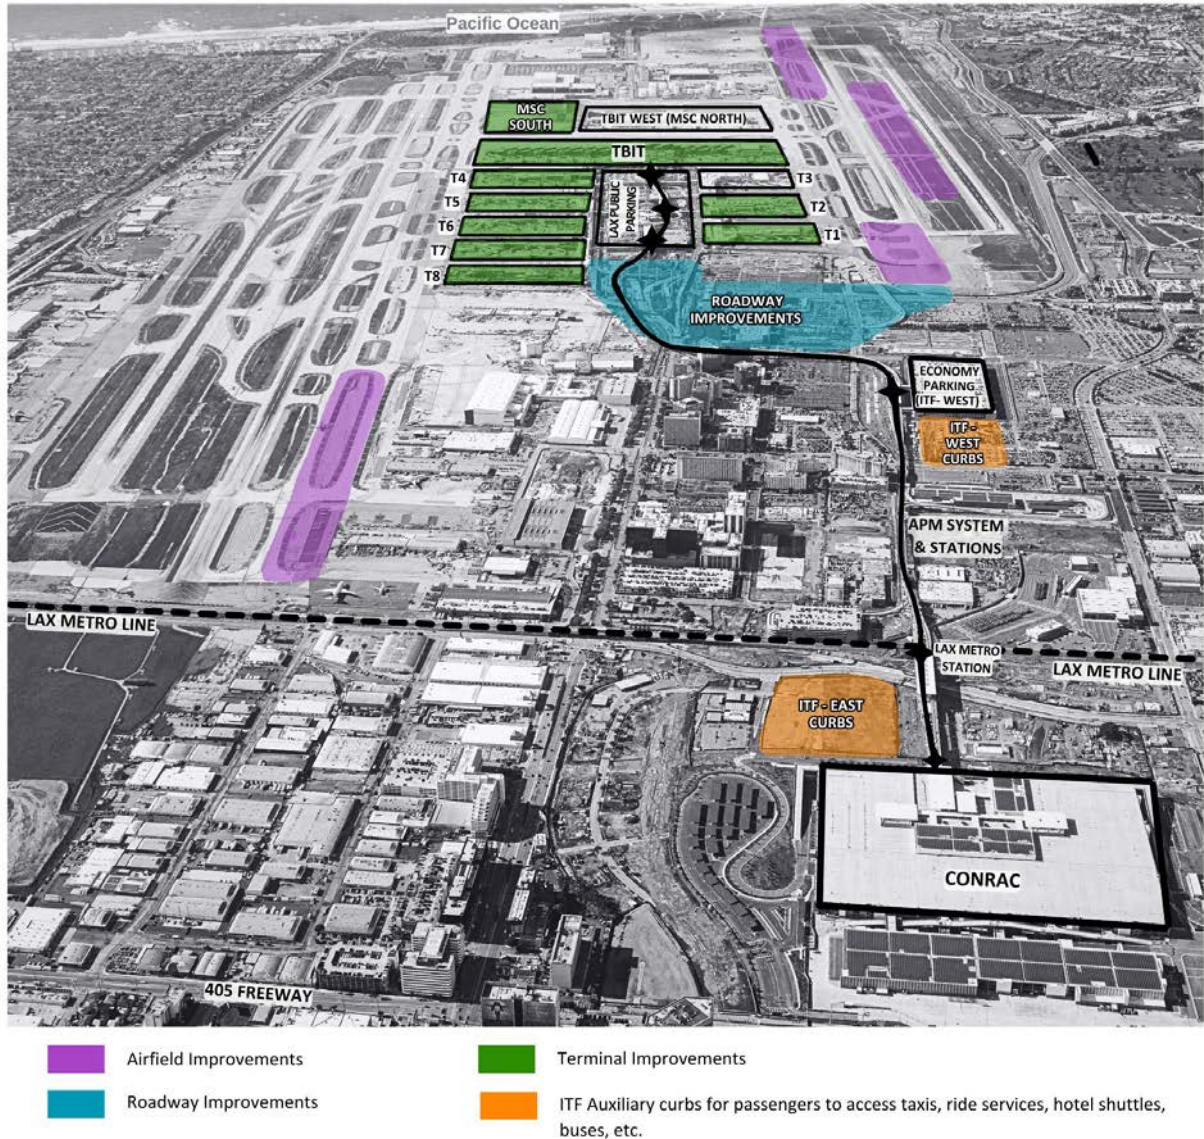 Pacific Ocean
MSC
SOUTH
TBIT WEST (MSC NORTH)
TBIT
T4
T3
T5
LAX PUBLIC
PARKING
T2
T6
T1
T7
T8
ROADWAY
IMPROVEMENTS
ECONOMY
PARKING
(ITF- WEST)
ITF -
WEST
CURBS
APM SYSTEM
& STATIONS
LAX METRO LINE
LAX METRO
STATION
LAX METRO LINE
ITF - EAST
CURBS
CONRAC
405 FREEWAY
Airfield Improvements
Terminal Improvements
Roadway Improvements
ITF Auxiliary curbs for passengers to access taxis, ride services, hotel shuttles,
buses, etc.